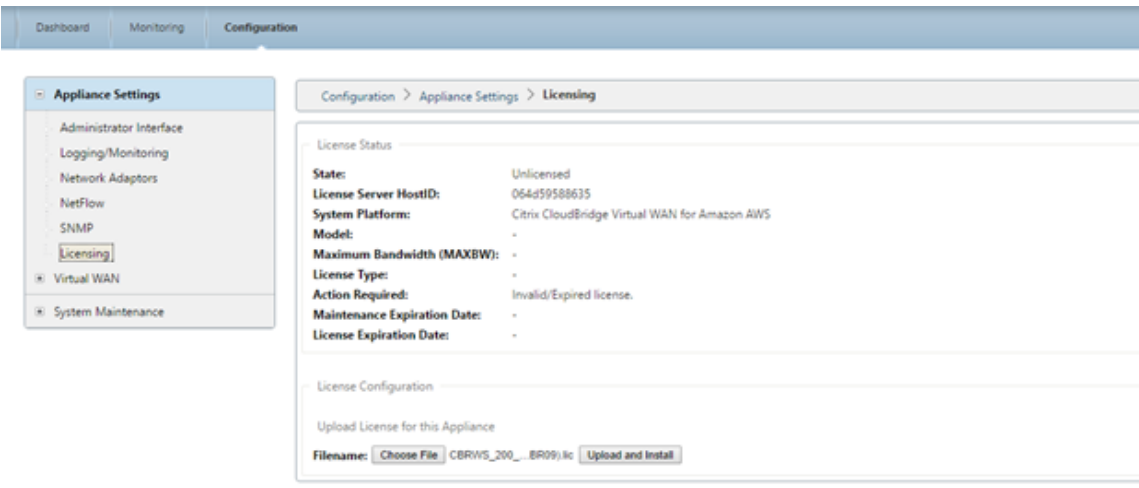 Dashboard Monitoring Configuration
Appliance Settings
Administrator Interface
Logging/Monitoring
Network Adaptors
NetFlow
SNMP
Licensing
Virtual WAN
System Maintenance
Configuration > Appliance Settings > Licensing
License Status
State: Unlicensed
License Server HostID: 064d59588635
System Platform: Citrix CloudBridge Virtual WAN for Amazon AWS
Model: -
Maximum Bandwidth (MAXBW): -
License Type: -
Action Required: Invalid/Expired license.
Maintenance Expiration Date: -
License Expiration Date: -
License Configuration
Upload License for this Appliance
Filename: Choose File CBRWS_200_...BR09).lic Upload and Install